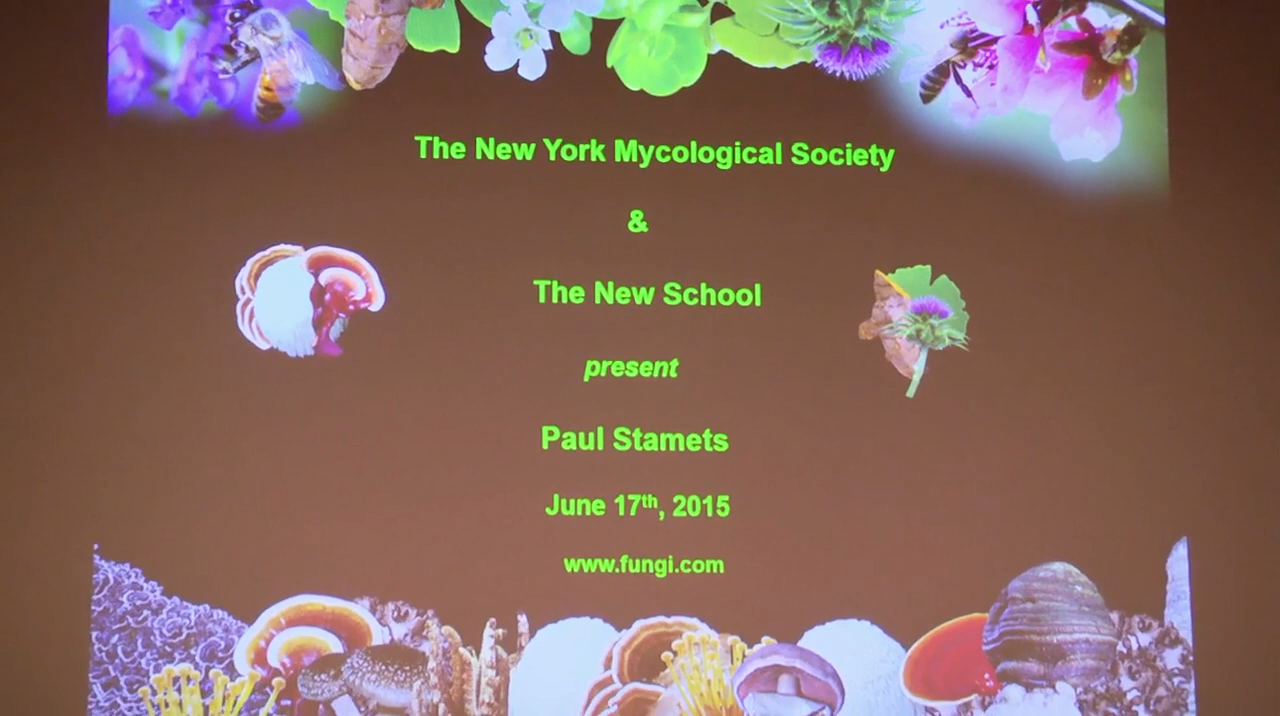 The New York Mycological Society
&
The New School
present
Paul Stamets
June 17th, 2015
www.fungi.com